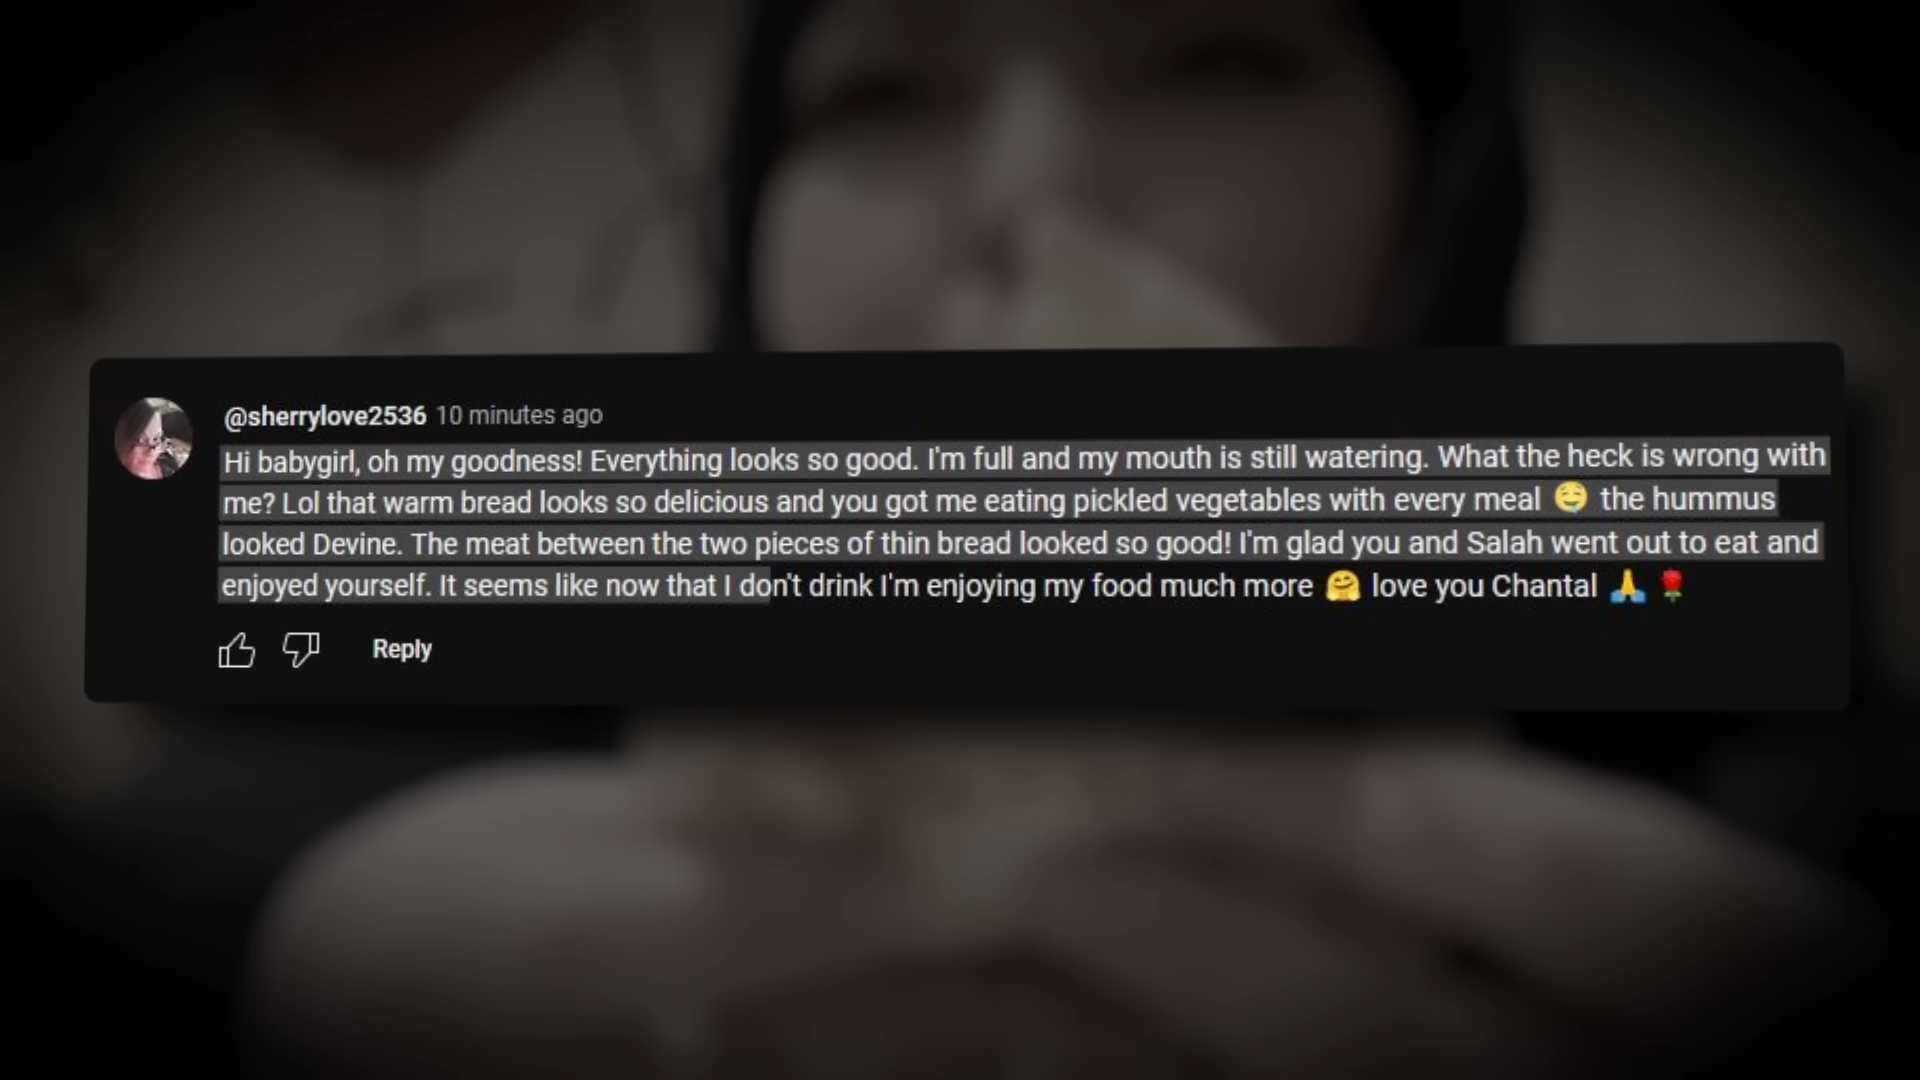 @sherrylove2536 10 minutes ago
Hi babygirl, oh my goodness! Everything looks so good. I'm full and my mouth is still watering. What the heck is wrong with
me? Lol that warm bread looks so delicious and you got me eating pickled vegetables with every meal 🤤 the hummus
looked Devine. The meat between the two pieces of thin bread looked so good! I'm glad you and Salah went out to eat and
enjoyed yourself. It seems like now that I don't drink I'm enjoying my food much more 🤗 love you Chantal 🙏 🌹
Reply